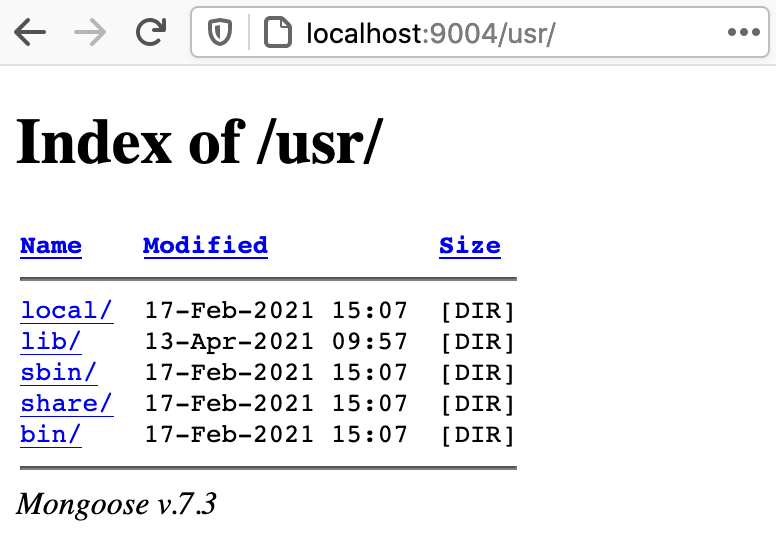 localhost:9004/usr/
Index of /usr/
Name Modified Size
local/ 17-Feb-2021 15:07 [DIR]
lib/ 13-Apr-2021 09:57 [DIR]
sbin/ 17-Feb-2021 15:07 [DIR]
share/ 17-Feb-2021 15:07 [DIR]
bin/ 17-Feb-2021 15:07 [DIR]
Mongoose v.7.3